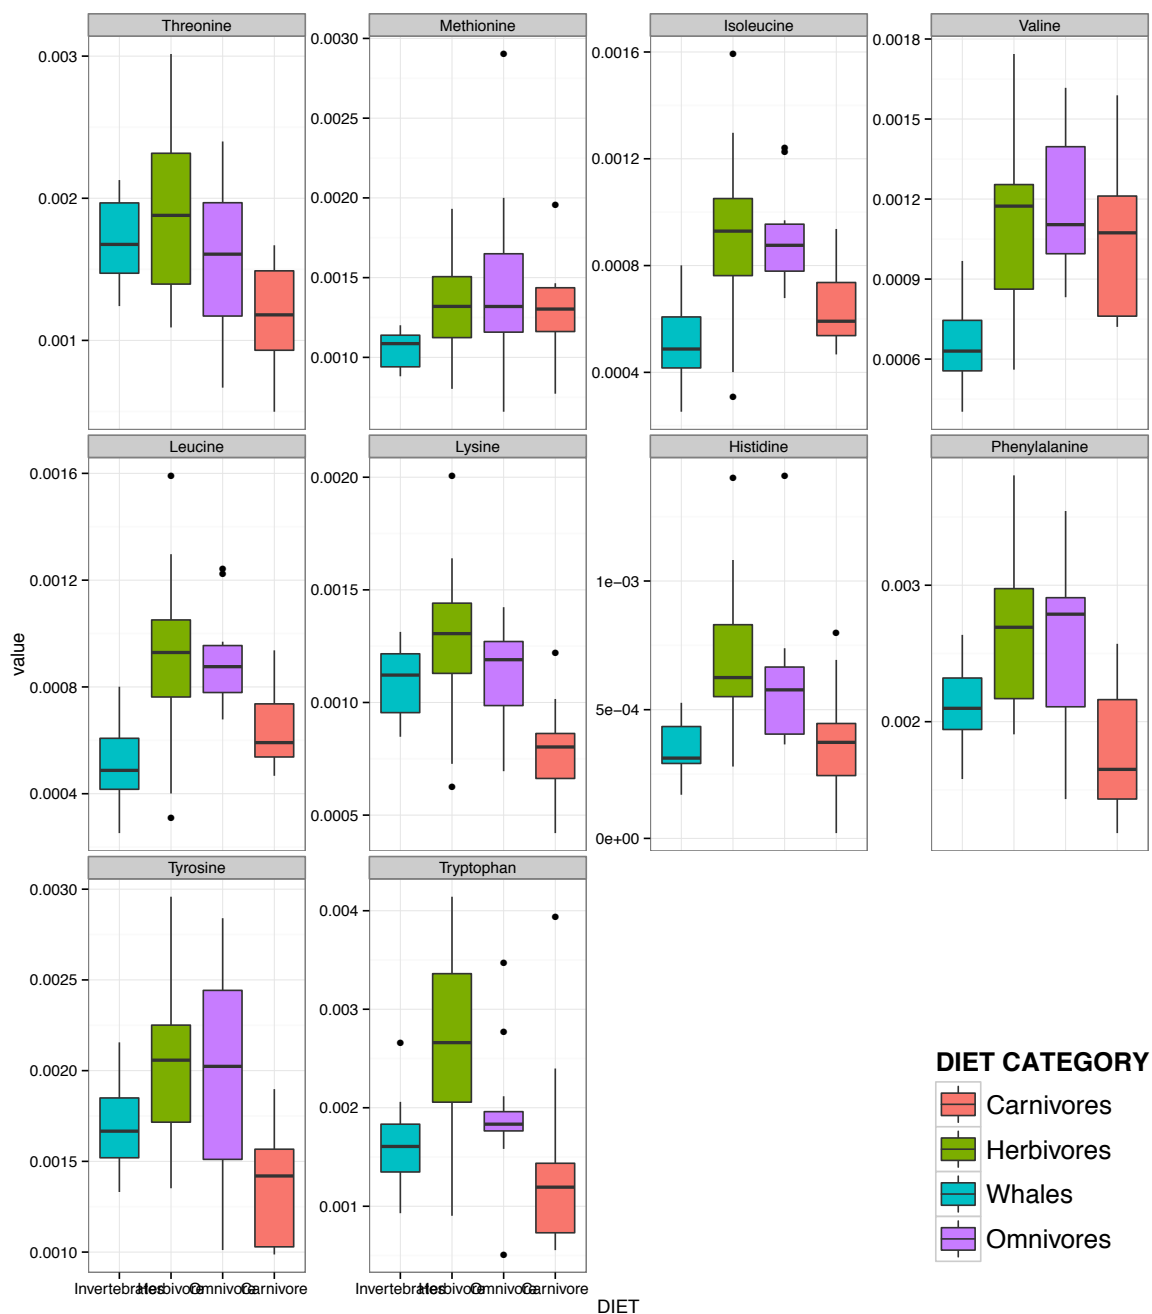 Threonine Methionine Isoleucine Valine
0.003 0.002 0.001
0.0030 0.0025 0.0020 0.0015 0.0010
0.0016 0.0012 0.0008 0.0004
0.0018 0.0015 0.0012 0.0009 0.0006
Leucine Lysine Histidine Phenylalanine
0.0016 0.0012 0.0008 0.0004
0.0020 0.0015 0.0010 0.0005
1e−03 5e−04 0e+00
0.003 0.002
value
Tyrosine Tryptophan
0.0030 0.0025 0.0020 0.0015 0.0010
0.004 0.003 0.002 0.001
Invertebrates Herbivore Omnivore Carnivore
DIET
DIET CATEGORY
Carnivores
Herbivores
Whales
Omnivores